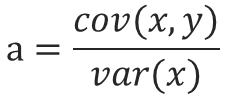 a = cov(x, y) / var(x)